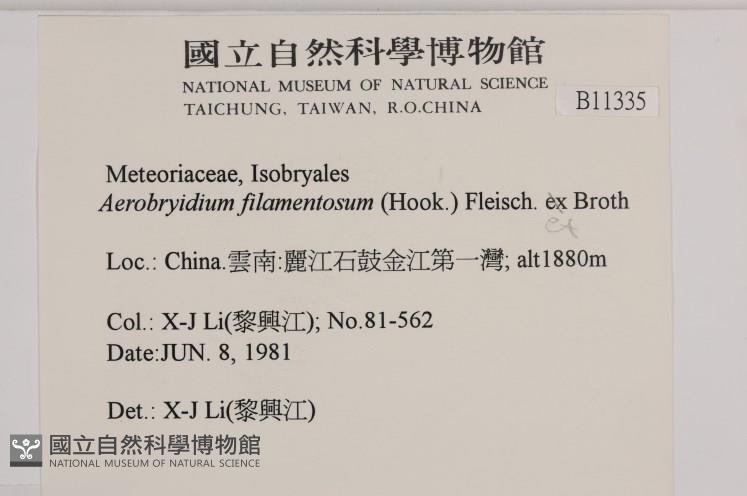 國立自然科學博物館
NATIONAL MUSEUM OF NATURAL SCIENCE
TAICHUNG, TAIWAN, R.O.CHINA
B11335
Meteoriaceae, Isobryales
Aerobryidium filamentosum (Hook.) Fleisch. ex Broth
et
Loc.: China.雲南:麗江石鼓金江第一灣; alt1880m
Col.: X-J Li(黎興江); No.81-562
Date:JUN. 8, 1981
Det.: X-J Li(黎興江)
國立自然科學博物館
NATIONAL MUSEUM OF NATURAL SCIENCE